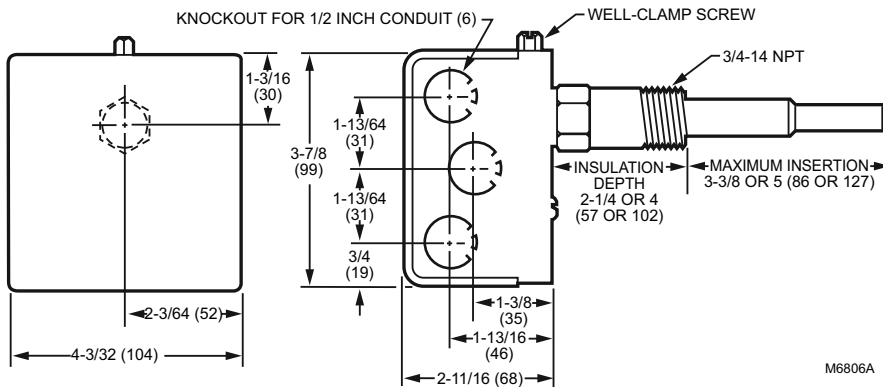 KNOCKOUT FOR 1/2 INCH CONDUIT (6)
WELL-CLAMP SCREW
3/4-14 NPT
1-3/16
(30)
1-13/64
(31)
3-7/8
(99)
1-13/64
(31)
3/4
(19)
INSULATION
DEPTH
2-1/4 OR 4
(57 OR 102)
MAXIMUM INSERTION
3-3/8 OR 5 (86 OR 127)
2-3/64 (52)
4-3/32 (104)
1-3/8
(35)
1-13/16
(46)
2-11/16 (68)
M6806A